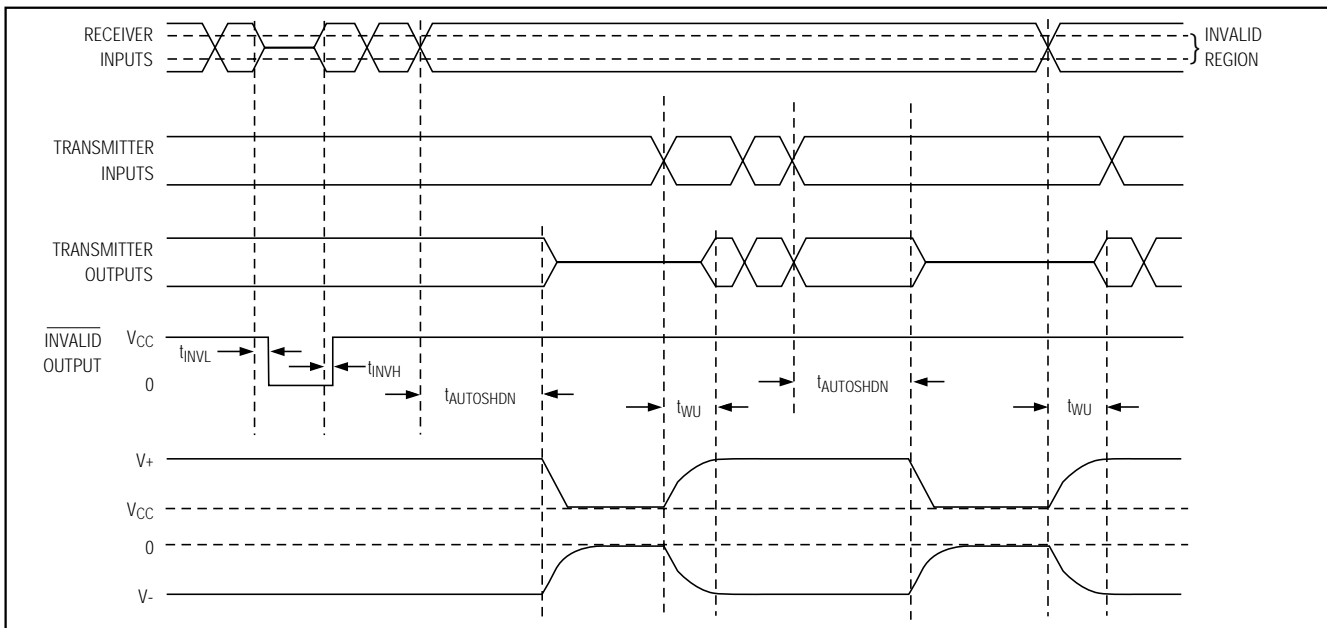 RECEIVER
INPUTS
INVALID
REGION
TRANSMITTER
INPUTS
TRANSMITTER
OUTPUTS
INVALID
OUTPUT
VCC
0
tINVL
tINVH
tAUTOSHDN
tWU
tAUTOSHDN
tWU
V+
VCC
0
V-